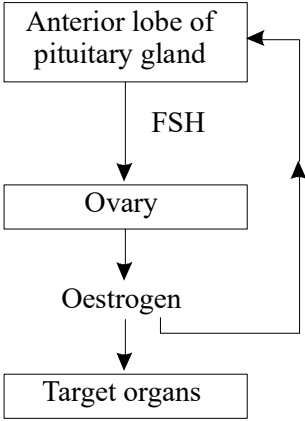 Anterior lobe of
pituitary gland
FSH
Ovary
Oestrogen
Target organs